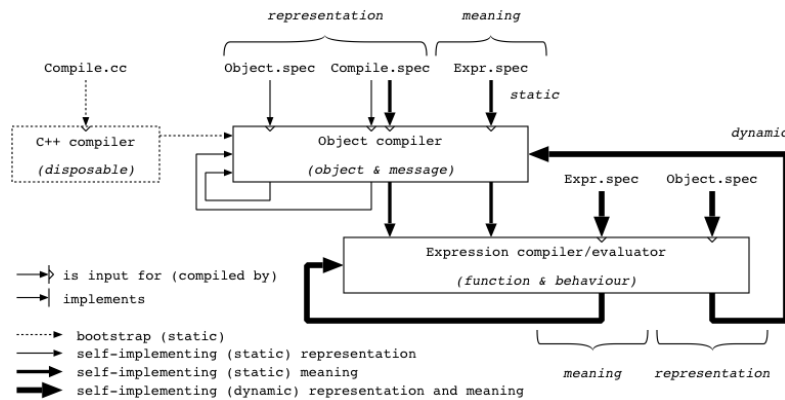 representation meaning
Compile.cc Object.spec Compile.spec Expr.spec
static
C++ compiler
(disposable)
Object compiler
(object & message)
dynamic
Expr.spec Object.spec
Expression compiler/evaluator
(function & behaviour)
is input for (compiled by)
implements
bootstrap (static)
self-implementing (static) representation
self-implementing (static) meaning
self-implementing (dynamic) representation and meaning
meaning representation